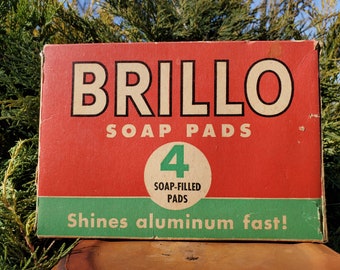 BRILLO
SOAP PADS
4
SOAP-FILLED
PADS
Shines aluminum fast!